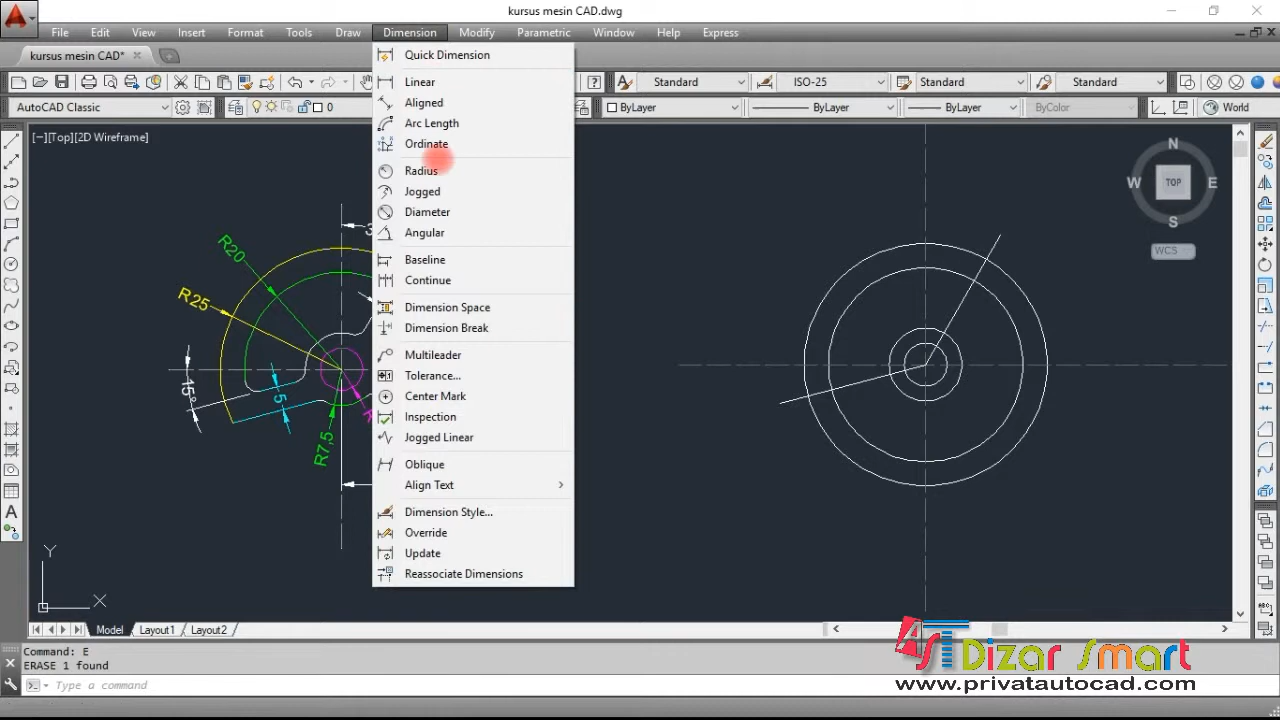 kursus mesin CAD.dwg
File Edit View Insert Format Tools Draw Dimension Modify Parametric Window Help Express
kursus mesin CAD*
Standard ISO-25 Standard Standard
AutoCAD Classic 0 ByLayer ByLayer ByLayer ByColor World
[−][Top][2D Wireframe]
Quick Dimension
Linear
Aligned
Arc Length
Ordinate
Radius
Jogged
Diameter
Angular
Baseline
Continue
Dimension Space
Dimension Break
Multileader
Tolerance...
Center Mark
Inspection
Jogged Linear
Oblique
Align Text
Dimension Style...
Override
Update
Reassociate Dimensions
R20
R25
15°
5
R7,5
3
R
N
W TOP E
S
WCS
Y
X
Model Layout1 Layout2
Command: E
ERASE 1 found
Type a command
AST Dizar Smart
www.privatautocad.com